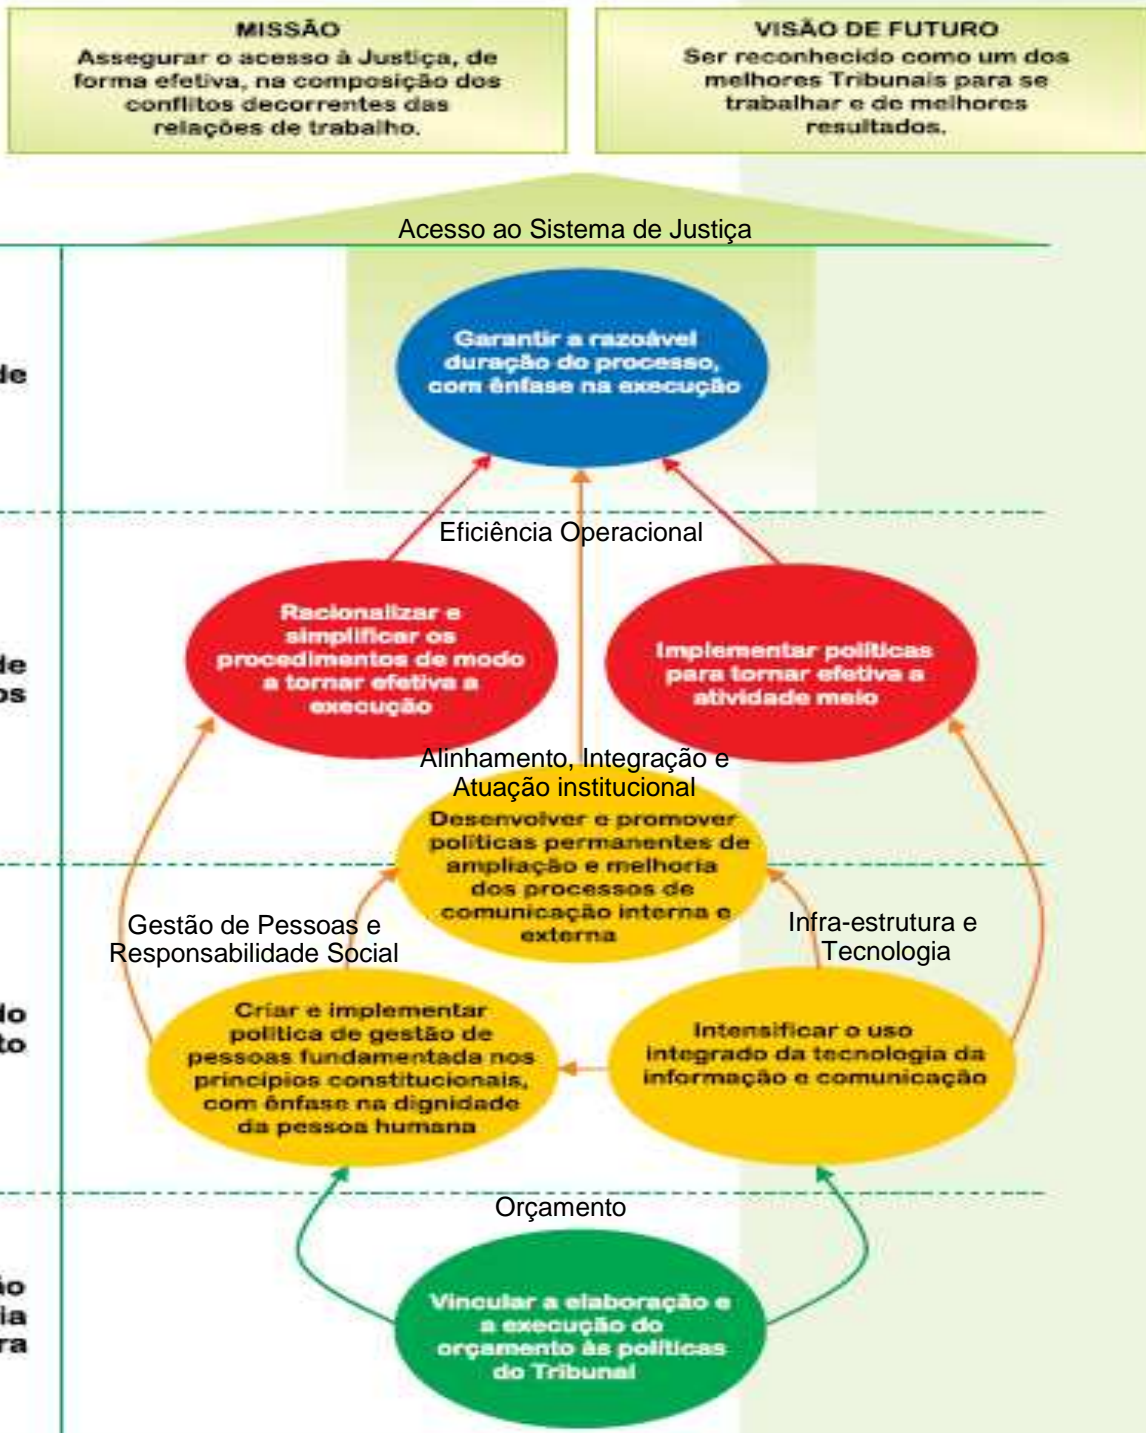 MISSÃO
Assegurar o acesso à Justiça, de
forma efetiva, na composição dos
conflitos decorrentes das
relações de trabalho.
VISÃO DE FUTURO
Ser reconhecido como um dos
melhores Tribunais para se
trabalhar e de melhores
resultados.
Acesso ao Sistema de Justiça
Garantir a razoável
duração do processo,
com ênfase na execução
de
Eficiência Operacional
Racionalizar e
simplificar os
procedimentos de modo
a tornar efetiva a
execução
Implementar políticas
para tornar efetiva a
atividade meio
de
os
Alinhamento, Integração e
Atuação institucional
Desenvolver e promover
políticas permanentes de
ampliação e melhoria
dos processos de
comunicação interna e
externa
Gestão de Pessoas e
Responsabilidade Social
Infra-estrutura e
Tecnologia
Criar e implementar
política de gestão de
pessoas fundamentada nos
princípios constitucionais,
com ênfase na dignidade
da pessoa humana
Intensificar o uso
integrado da tecnologia da
informação e comunicação
do
to
Orçamento
Vincular a elaboração e
a execução do
orçamento às políticas
do Tribunal
ão
ia
ra